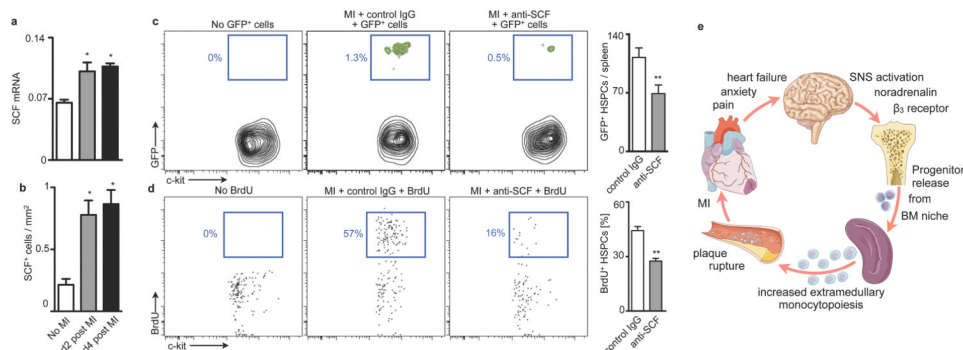 a
SCF mRNA
0.14
0.07
0
*
*
b
SCF⁺ cells / mm²
1
0
*
*
No MI
d2 post MI
d4 post MI
c
No GFP⁺ cells
MI + control IgG
+ GFP⁺ cells
MI + anti-SCF
+ GFP⁺ cells
0%
1.3%
0.5%
GFP
c-kit
GFP⁺ HSPCs / spleen
140
70
0
**
control IgG
anti-SCF
d
No BrdU
MI + control IgG + BrdU
MI + anti-SCF + BrdU
0%
57%
16%
BrdU
c-kit
BrdU⁺ HSPCs [%]
60
30
0
**
control IgG
anti-SCF
e
heart failure
anxiety
pain
SNS activation
noradrenalin
β₃ receptor
Progenitor
release
from
BM niche
MI
plaque
rupture
increased extramedullary
monocytopoiesis